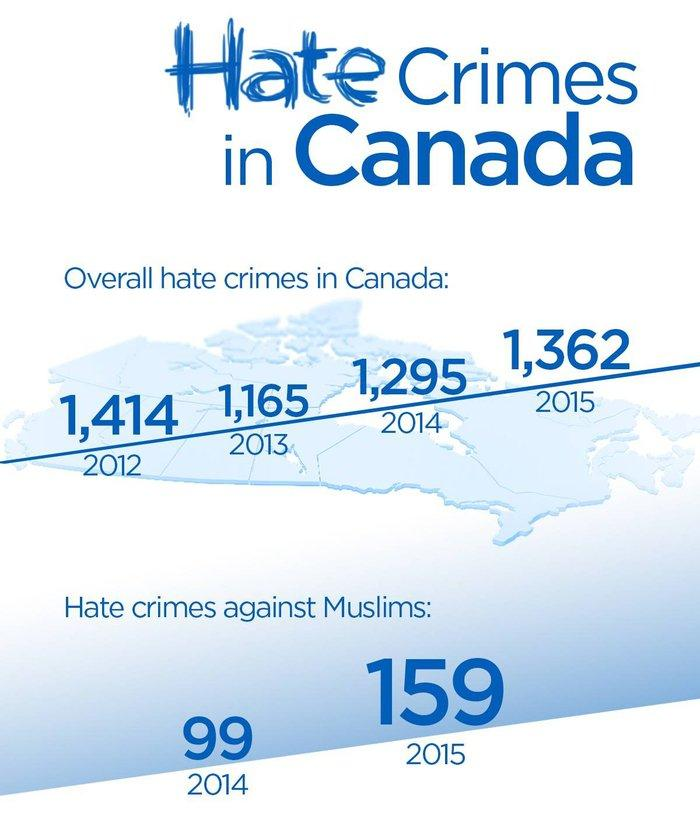 Hate Crimes
in Canada
Overall hate crimes in Canada:
1,414 1,165 1,295 1,362
2012 2013 2014 2015
Hate crimes against Muslims:
99 159
2014 2015